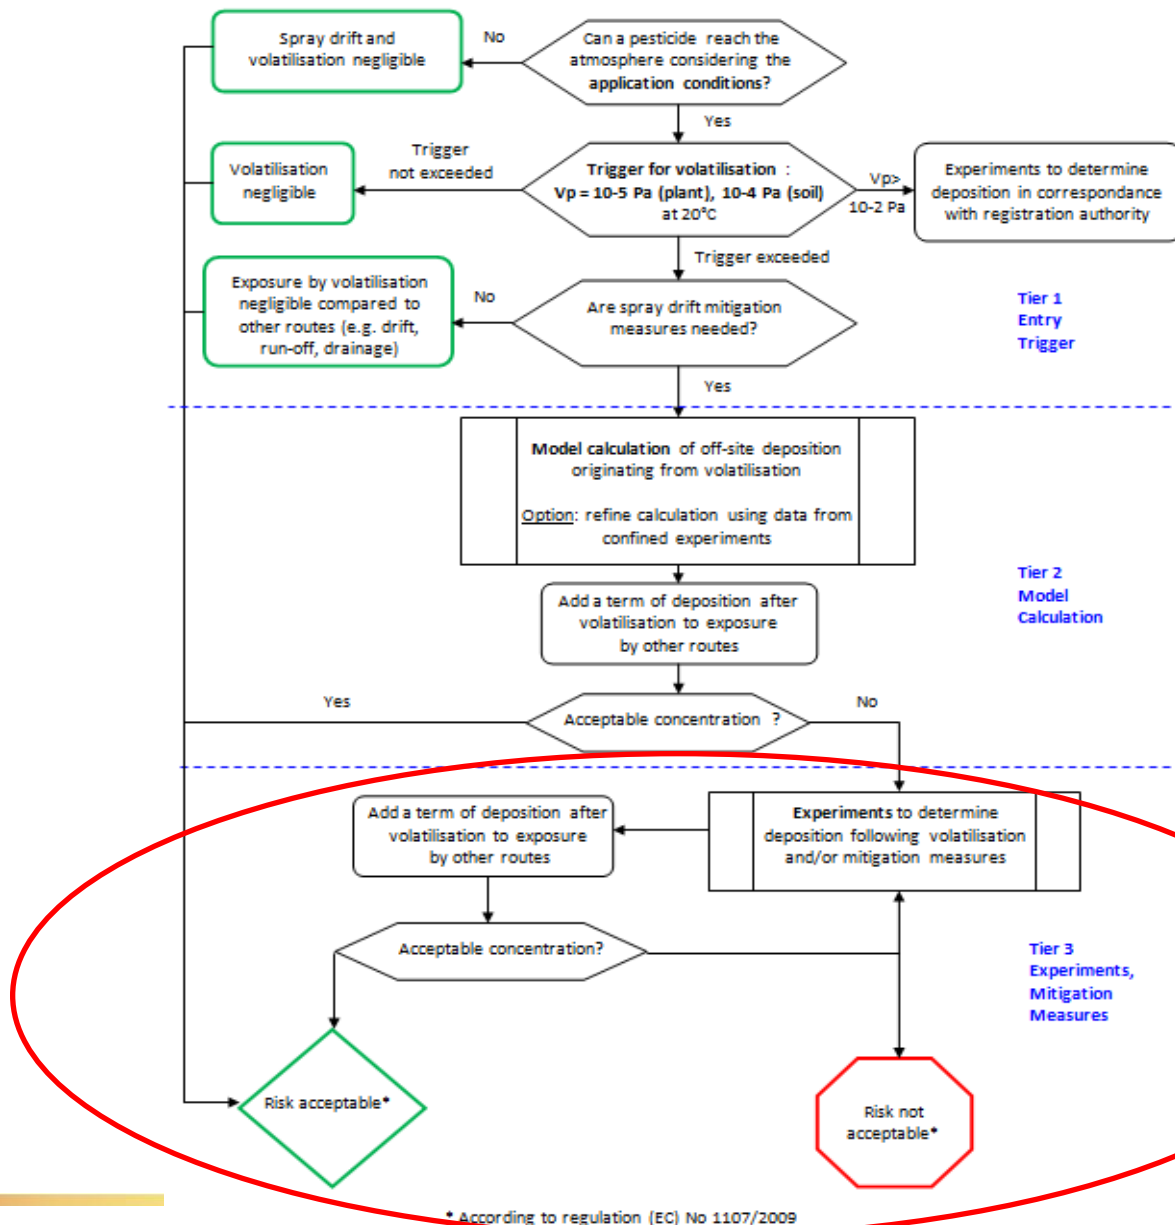 Spray drift and
volatilisation negligible
No
Can a pesticide reach the
atmosphere considering the
application conditions?
Yes
Volatilisation
negligible
Trigger
not exceeded
Trigger for volatilisation :
Vp = 10-5 Pa (plant), 10-4 Pa (soil)
at 20°C
Vp>
10-2 Pa
Experiments to determine
deposition in correspondance
with registration authority
Trigger exceeded
Exposure by volatilisation
negligible compared to
other routes (e.g. drift,
run-off, drainage)
No
Are spray drift mitigation
measures needed?
Tier 1
Entry
Trigger
Yes
Model calculation of off-site deposition
originating from volatilisation
Option: refine calculation using data from
confined experiments
Tier 2
Model
Calculation
Add a term of deposition after
volatilisation to exposure
by other routes
Yes
Acceptable concentration ?
No
Add a term of deposition after
volatilisation to exposure
by other routes
Experiments to determine
deposition following volatilisation
and/or mitigation measures
Acceptable concentration?
Tier 3
Experiments,
Mitigation
Measures
Risk acceptable*
Risk not
acceptable*
* According to regulation (EC) No 1107/2009